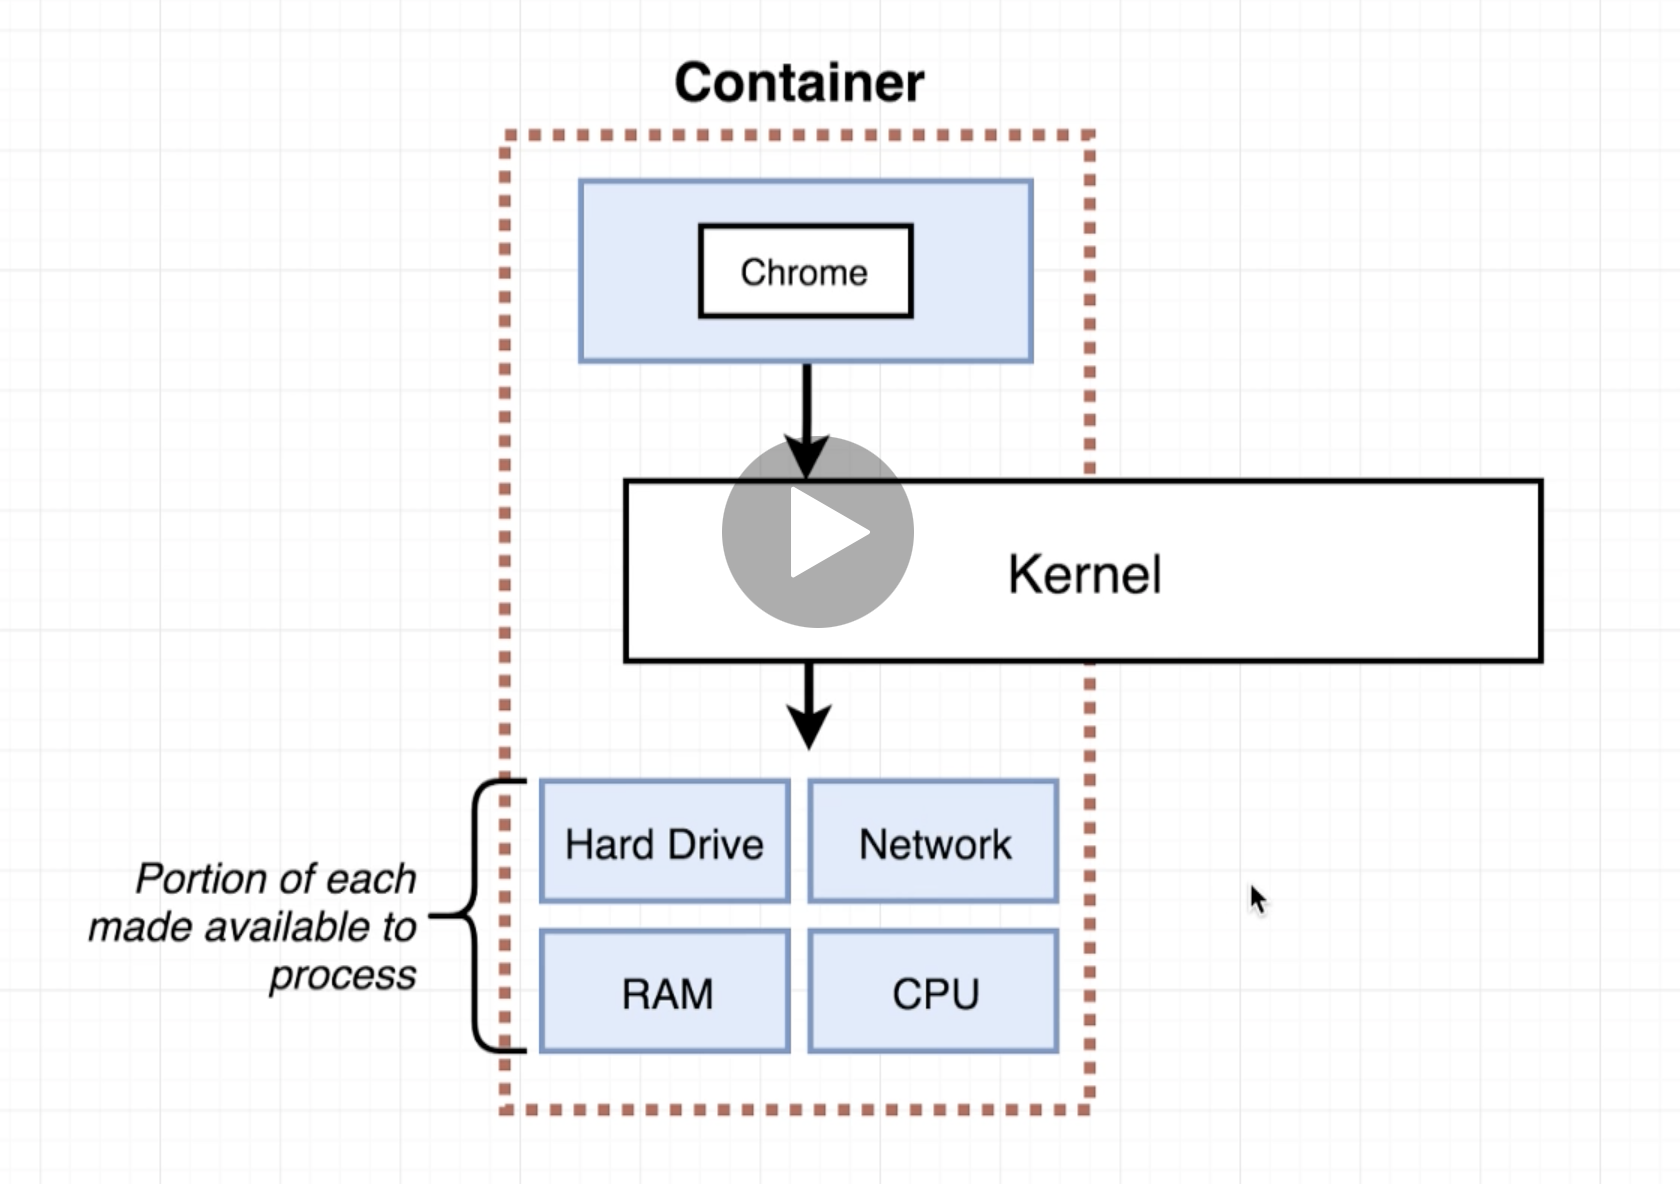 Container
Chrome
Kernel
Hard Drive
Network
Portion of each
made available to
process
RAM
CPU